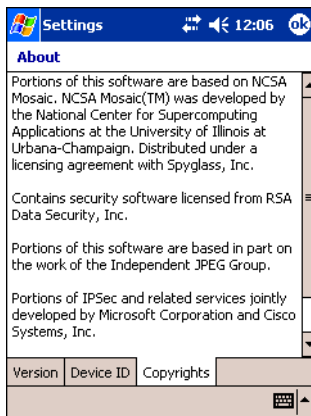 Settings 12:06 ok
About
Portions of this software are based on NCSA
Mosaic. NCSA Mosaic(TM) was developed by
the National Center for Supercomputing
Applications at the University of Illinois at
Urbana-Champaign. Distributed under a
licensing agreement with Spyglass, Inc.
Contains security software licensed from RSA
Data Security, Inc.
Portions of this software are based in part on
the work of the Independent JPEG Group.
Portions of IPSec and related services jointly
developed by Microsoft Corporation and Cisco
Systems, Inc.
Version Device ID Copyrights